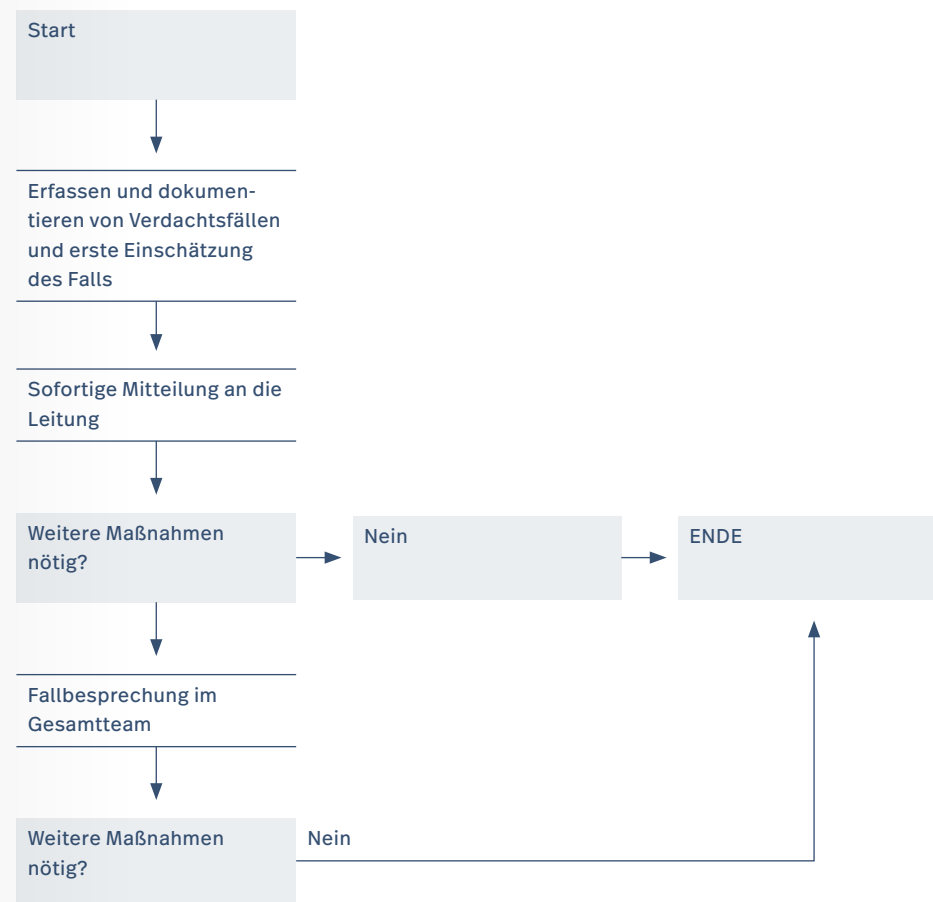 Start
Erfassen und dokumen-
tieren von Verdachtsfällen
und erste Einschätzung
des Falls
Sofortige Mitteilung an die
Leitung
Weitere Maßnahmen
nötig?
Nein
ENDE
Fallbesprechung im
Gesamtteam
Weitere Maßnahmen
nötig?
Nein